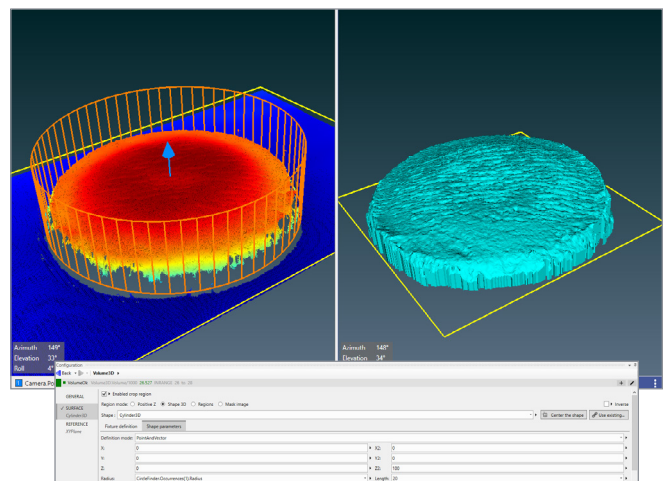 Azimuth 149°
Elevation 33°
Roll 4°
Azimuth 148°
Elevation 34°
Camera.Po
Configuration
Back Volume3D
VolumeOk
GENERAL
SURFACE
Cylinder3D
REFERENCE
XYPlane
Enabled crop region
Region mode: Positive Z Shape 3D Regions Mask image Inverse
Shape: Cylinder3D Center the shape Use existing...
Fixture definition Shape parameters
Definition mode: PointAndVector
X: 0 X2: 0
Y: 0 Y2: 0
Z: 0 Z2: 100
Radius: CircleFinder.Occurrences[1].Radius Length: 20